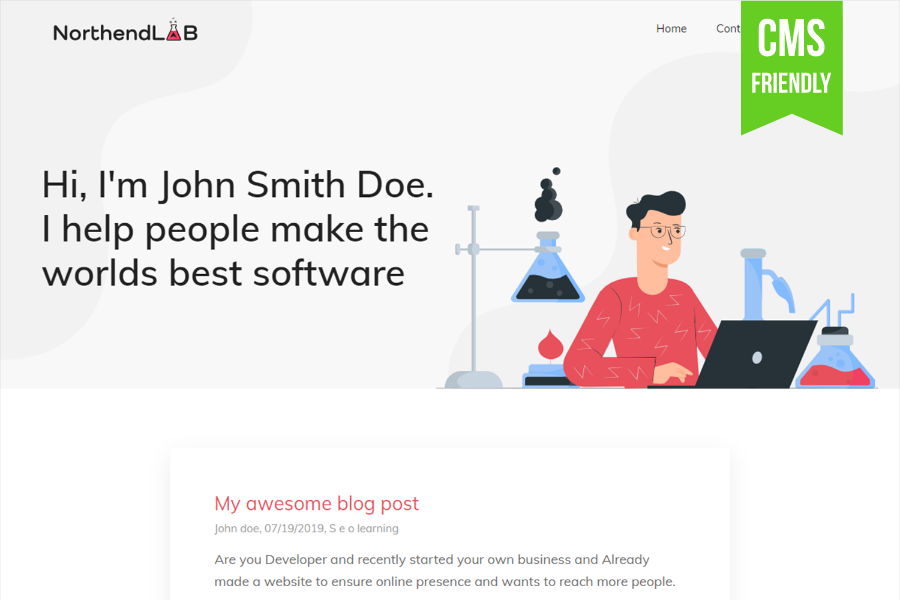 NorthendLAB
Home
Cont
CMS
FRIENDLY
Hi, I'm John Smith Doe.
I help people make the
worlds best software
My awesome blog post
John doe, 07/19/2019, S e o learning
Are you Developer and recently started your own business and Already
made a website to ensure online presence and wants to reach more people.